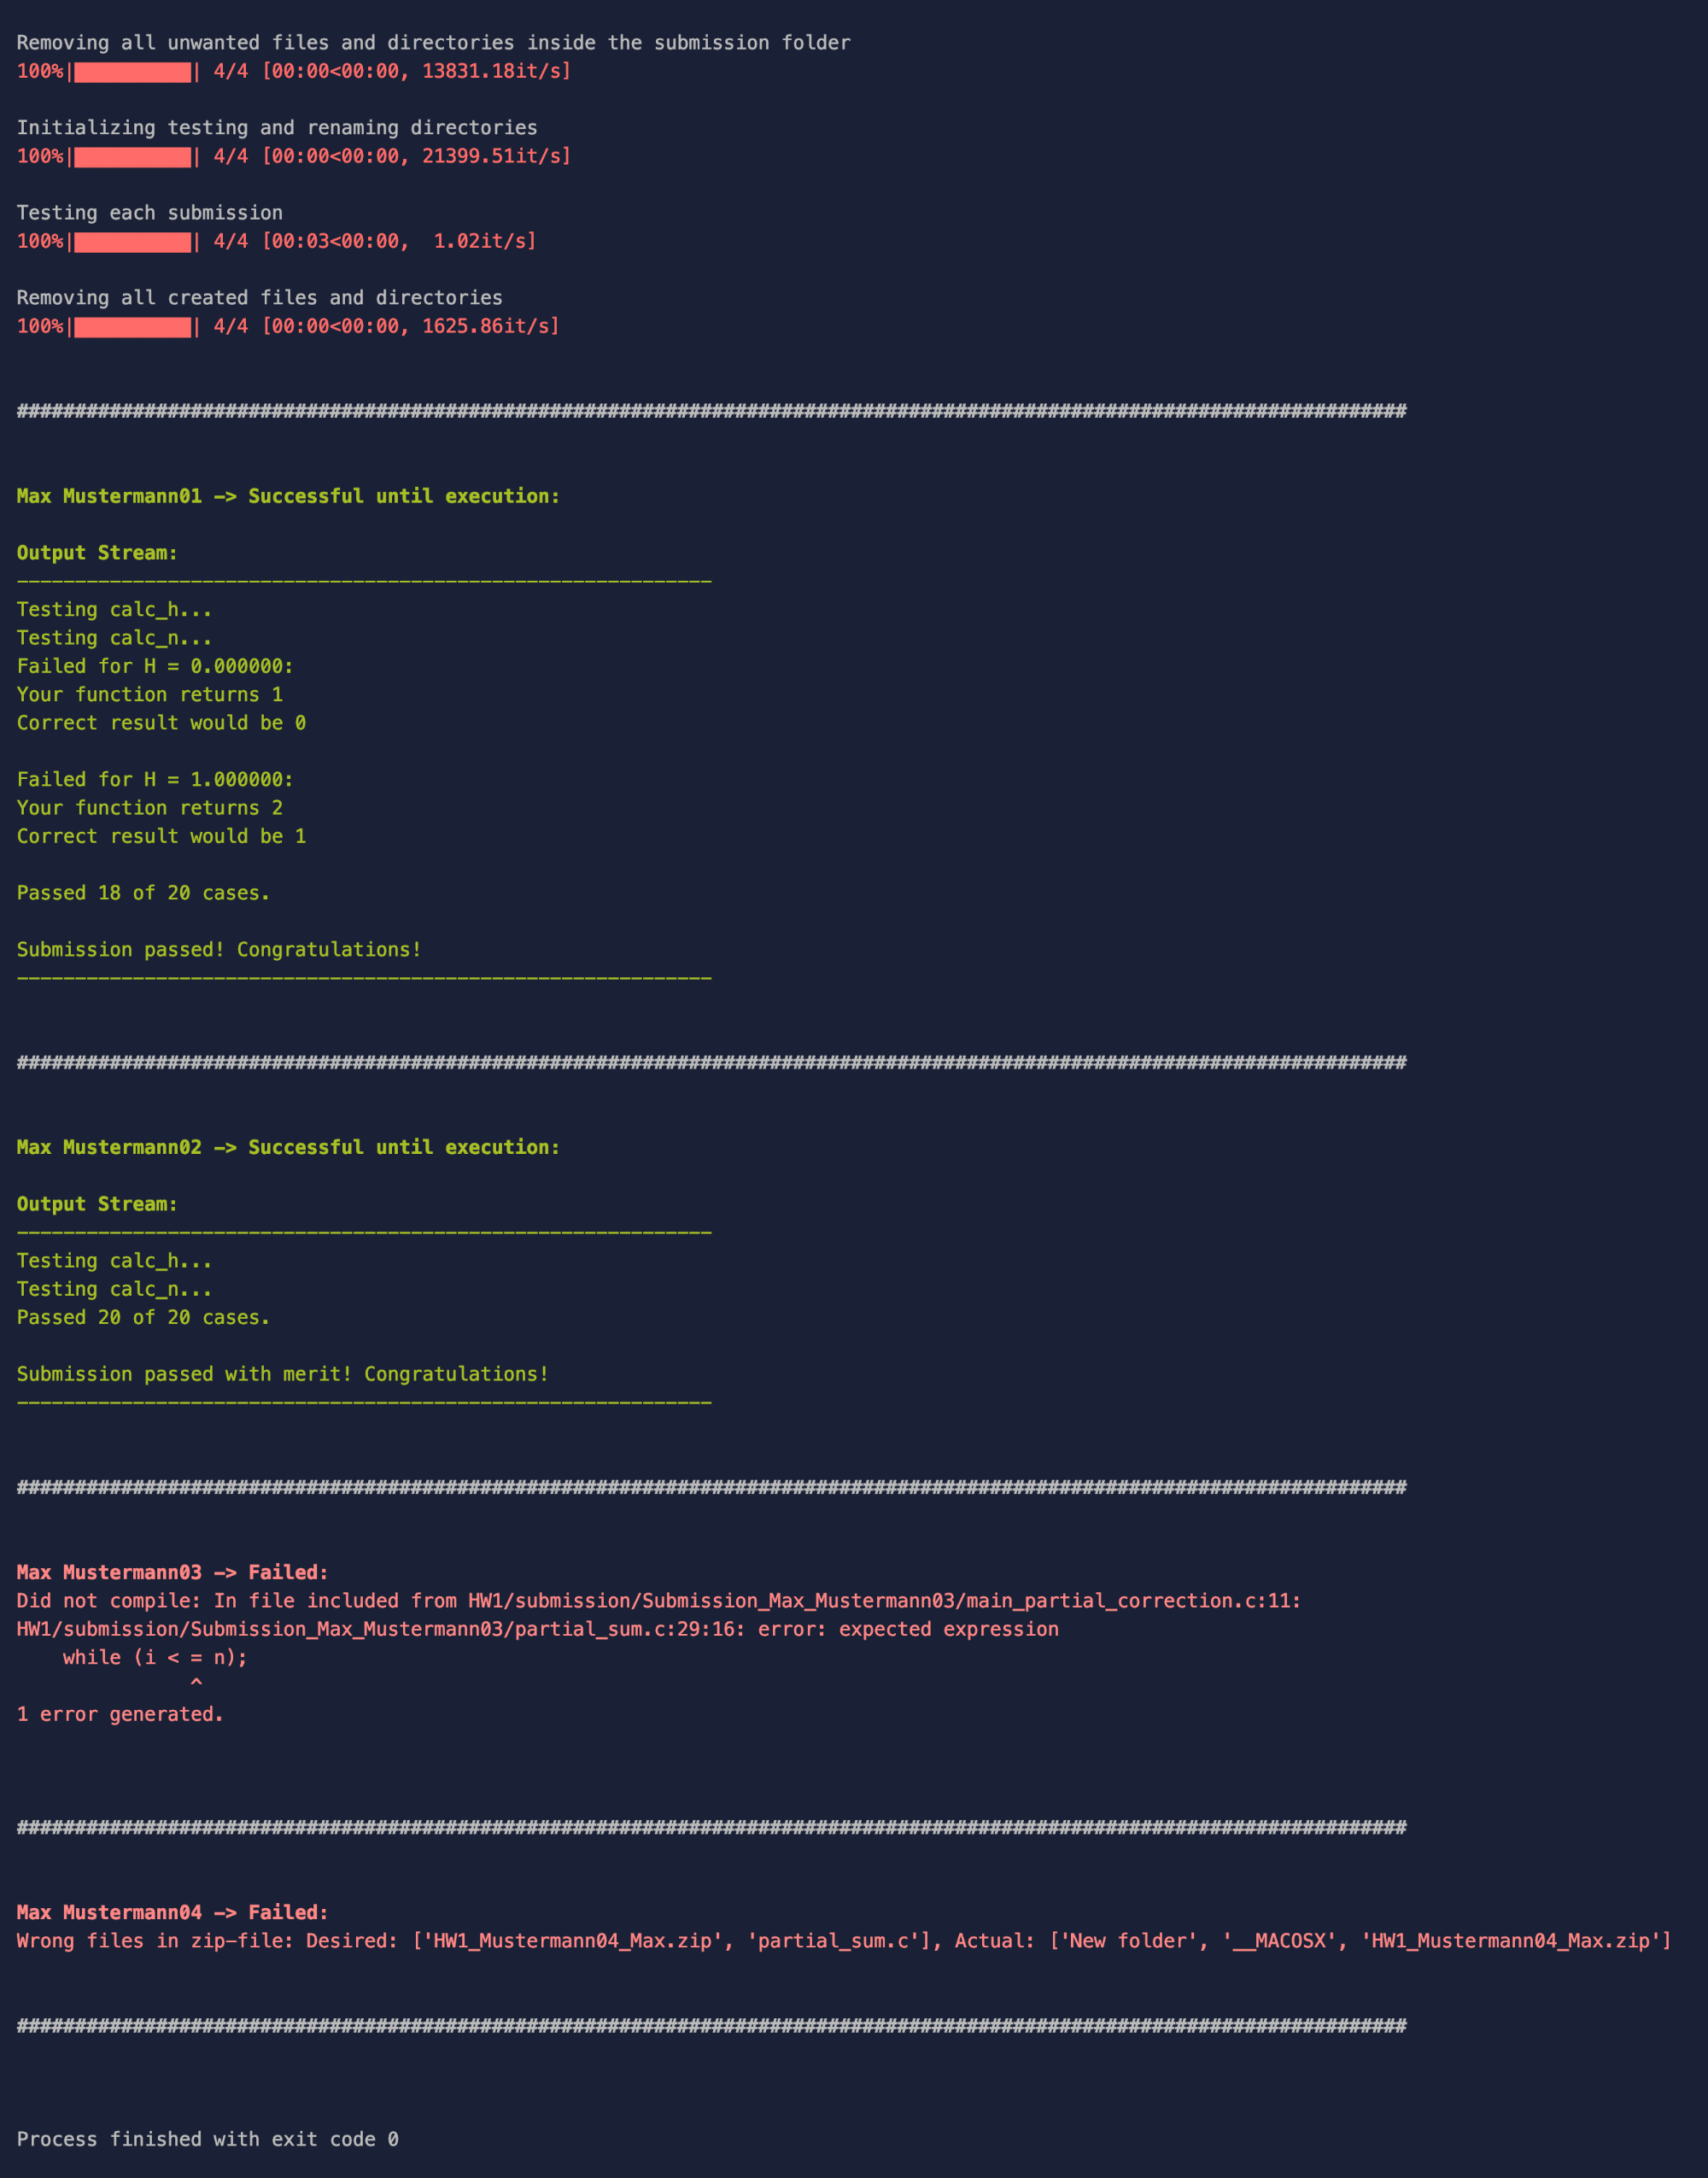 Removing all unwanted files and directories inside the submission folder
100%|██████████| 4/4 [00:00<00:00, 13831.18it/s]
Initializing testing and renaming directories
100%|██████████| 4/4 [00:00<00:00, 21399.51it/s]
Testing each submission
100%|██████████| 4/4 [00:03<00:00,  1.02it/s]
Removing all created files and directories
100%|██████████| 4/4 [00:00<00:00, 1625.86it/s]
########################################################################################################################
Max Mustermann01 -> Successful until execution:
Output Stream:
------------------------------------------------------------
Testing calc_h...
Testing calc_n...
Failed for H = 0.000000:
Your function returns 1
Correct result would be 0
Failed for H = 1.000000:
Your function returns 2
Correct result would be 1
Passed 18 of 20 cases.
Submission passed! Congratulations!
------------------------------------------------------------
########################################################################################################################
Max Mustermann02 -> Successful until execution:
Output Stream:
------------------------------------------------------------
Testing calc_h...
Testing calc_n...
Passed 20 of 20 cases.
Submission passed with merit! Congratulations!
------------------------------------------------------------
########################################################################################################################
Max Mustermann03 -> Failed:
Did not compile: In file included from HW1/submission/Submission_Max_Mustermann03/main_partial_correction.c:11:
HW1/submission/Submission_Max_Mustermann03/partial_sum.c:29:16: error: expected expression
    while (i < = n);
               ^
1 error generated.
########################################################################################################################
Max Mustermann04 -> Failed:
Wrong files in zip-file: Desired: ['HW1_Mustermann04_Max.zip', 'partial_sum.c'], Actual: ['New folder', '__MACOSX', 'HW1_Mustermann04_Max.zip']
########################################################################################################################
Process finished with exit code 0